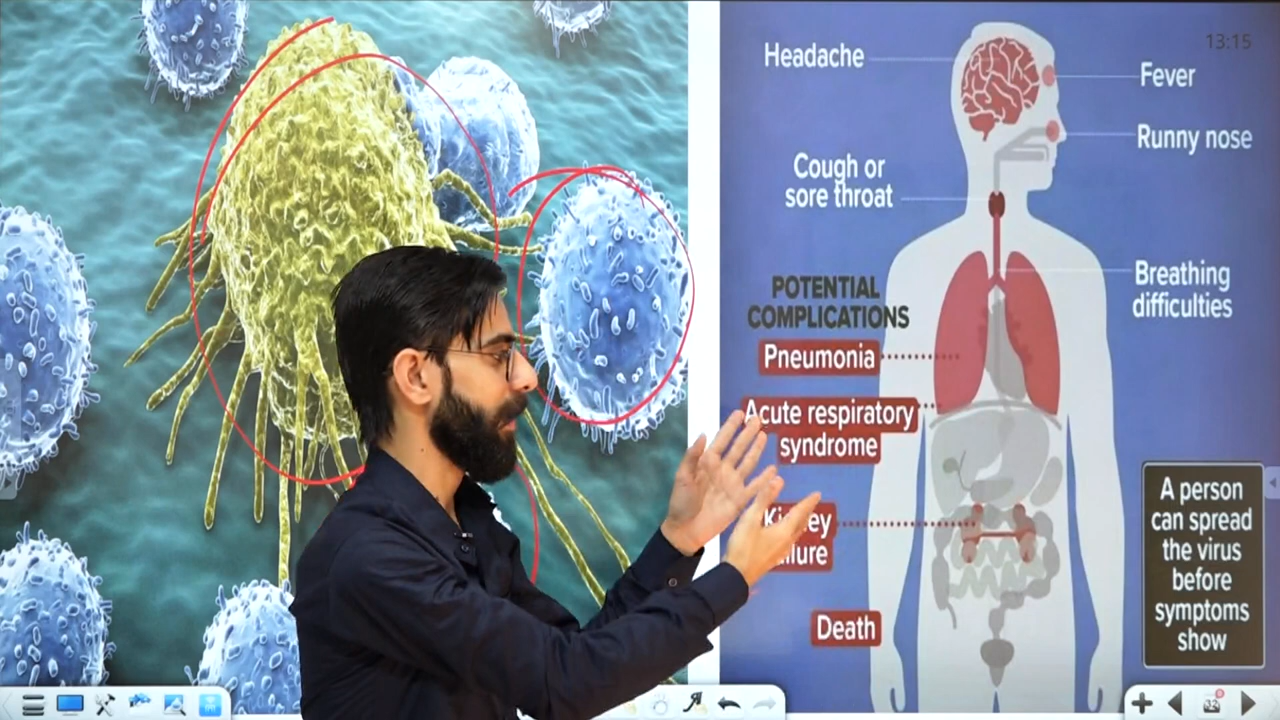 13:15
Headache
Fever
Runny nose
Cough or
sore throat
Breathing
difficulties
POTENTIAL
COMPLICATIONS
Pneumonia
Acute respiratory
syndrome
Death
A person
can spread
the virus
before
symptoms
show